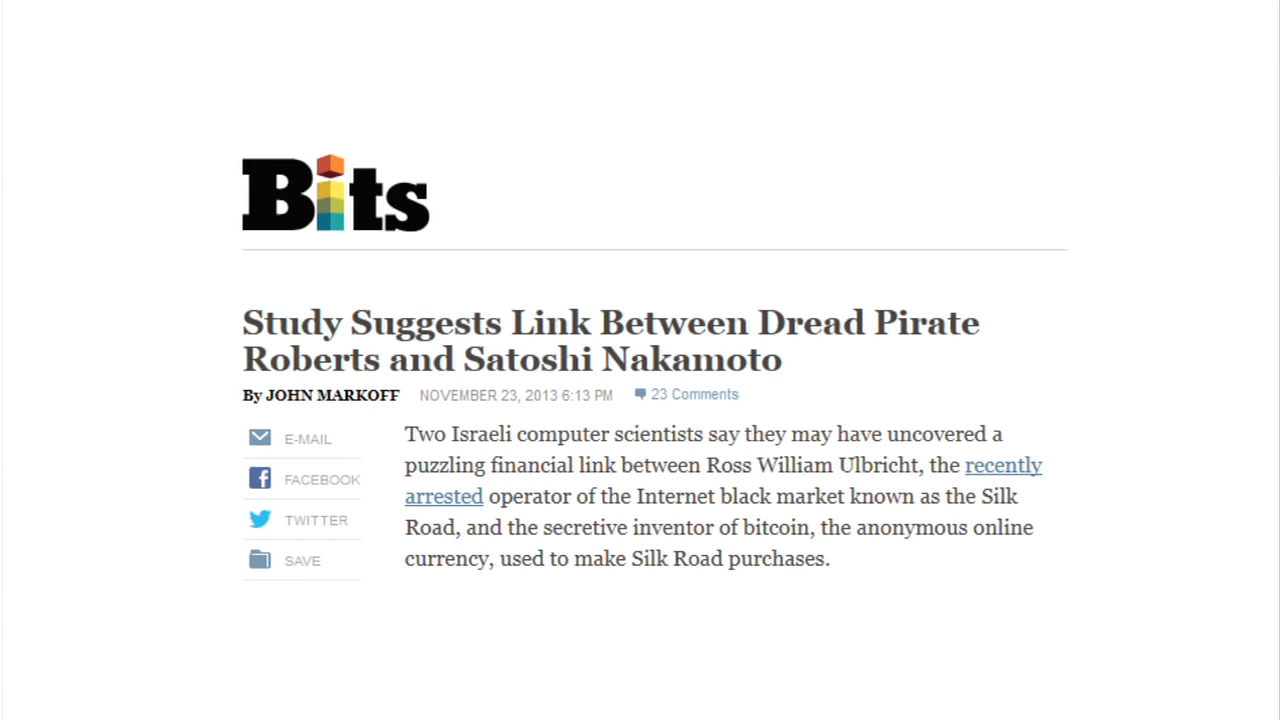 Bits
Study Suggests Link Between Dread Pirate
Roberts and Satoshi Nakamoto
By JOHN MARKOFF NOVEMBER 23, 2013 6:13 PM 23 Comments
E-MAIL
FACEBOOK
TWITTER
SAVE
Two Israeli computer scientists say they may have uncovered a
puzzling financial link between Ross William Ulbricht, the recently
arrested operator of the Internet black market known as the Silk
Road, and the secretive inventor of bitcoin, the anonymous online
currency, used to make Silk Road purchases.